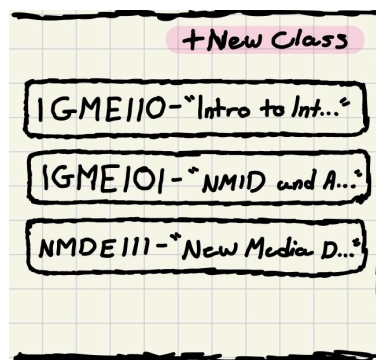 +New Class
IGME110-"Intro to Int..."
IGME101-"NMID and A..."
NMDE111-"New Media D..."